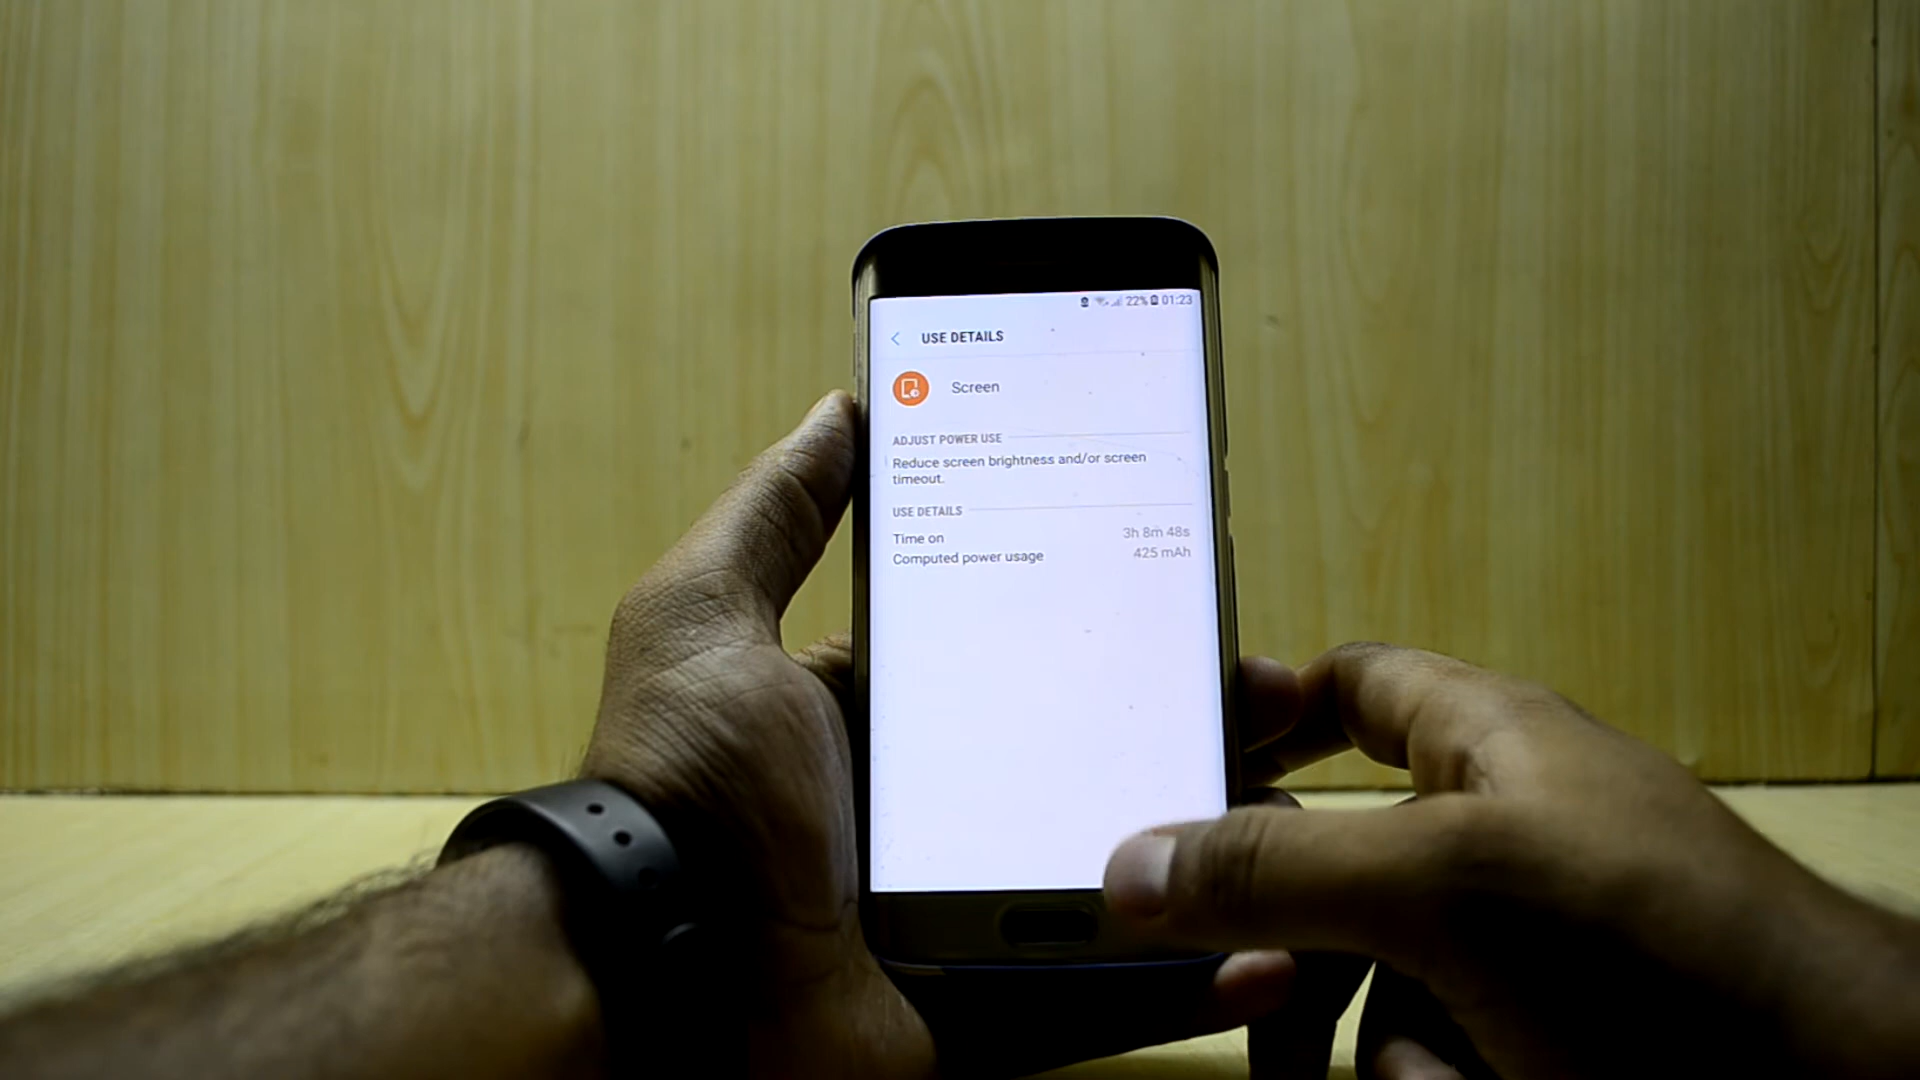 22% 01:23
USE DETAILS
Screen
ADJUST POWER USE
Reduce screen brightness and/or screen
timeout.
USE DETAILS
Time on 3h 8m 48s
Computed power usage 425 mAh